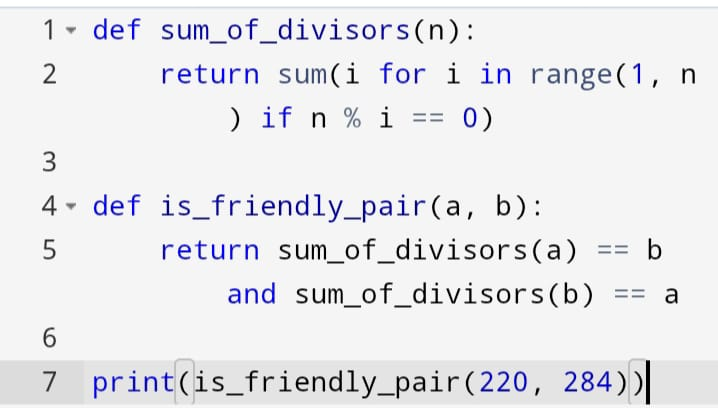 1 def sum_of_divisors(n):
2 return sum(i for i in range(1, n
) if n % i == 0)
3
4 def is_friendly_pair(a, b):
5 return sum_of_divisors(a) == b
and sum_of_divisors(b) == a
6
7 print(is_friendly_pair(220, 284))